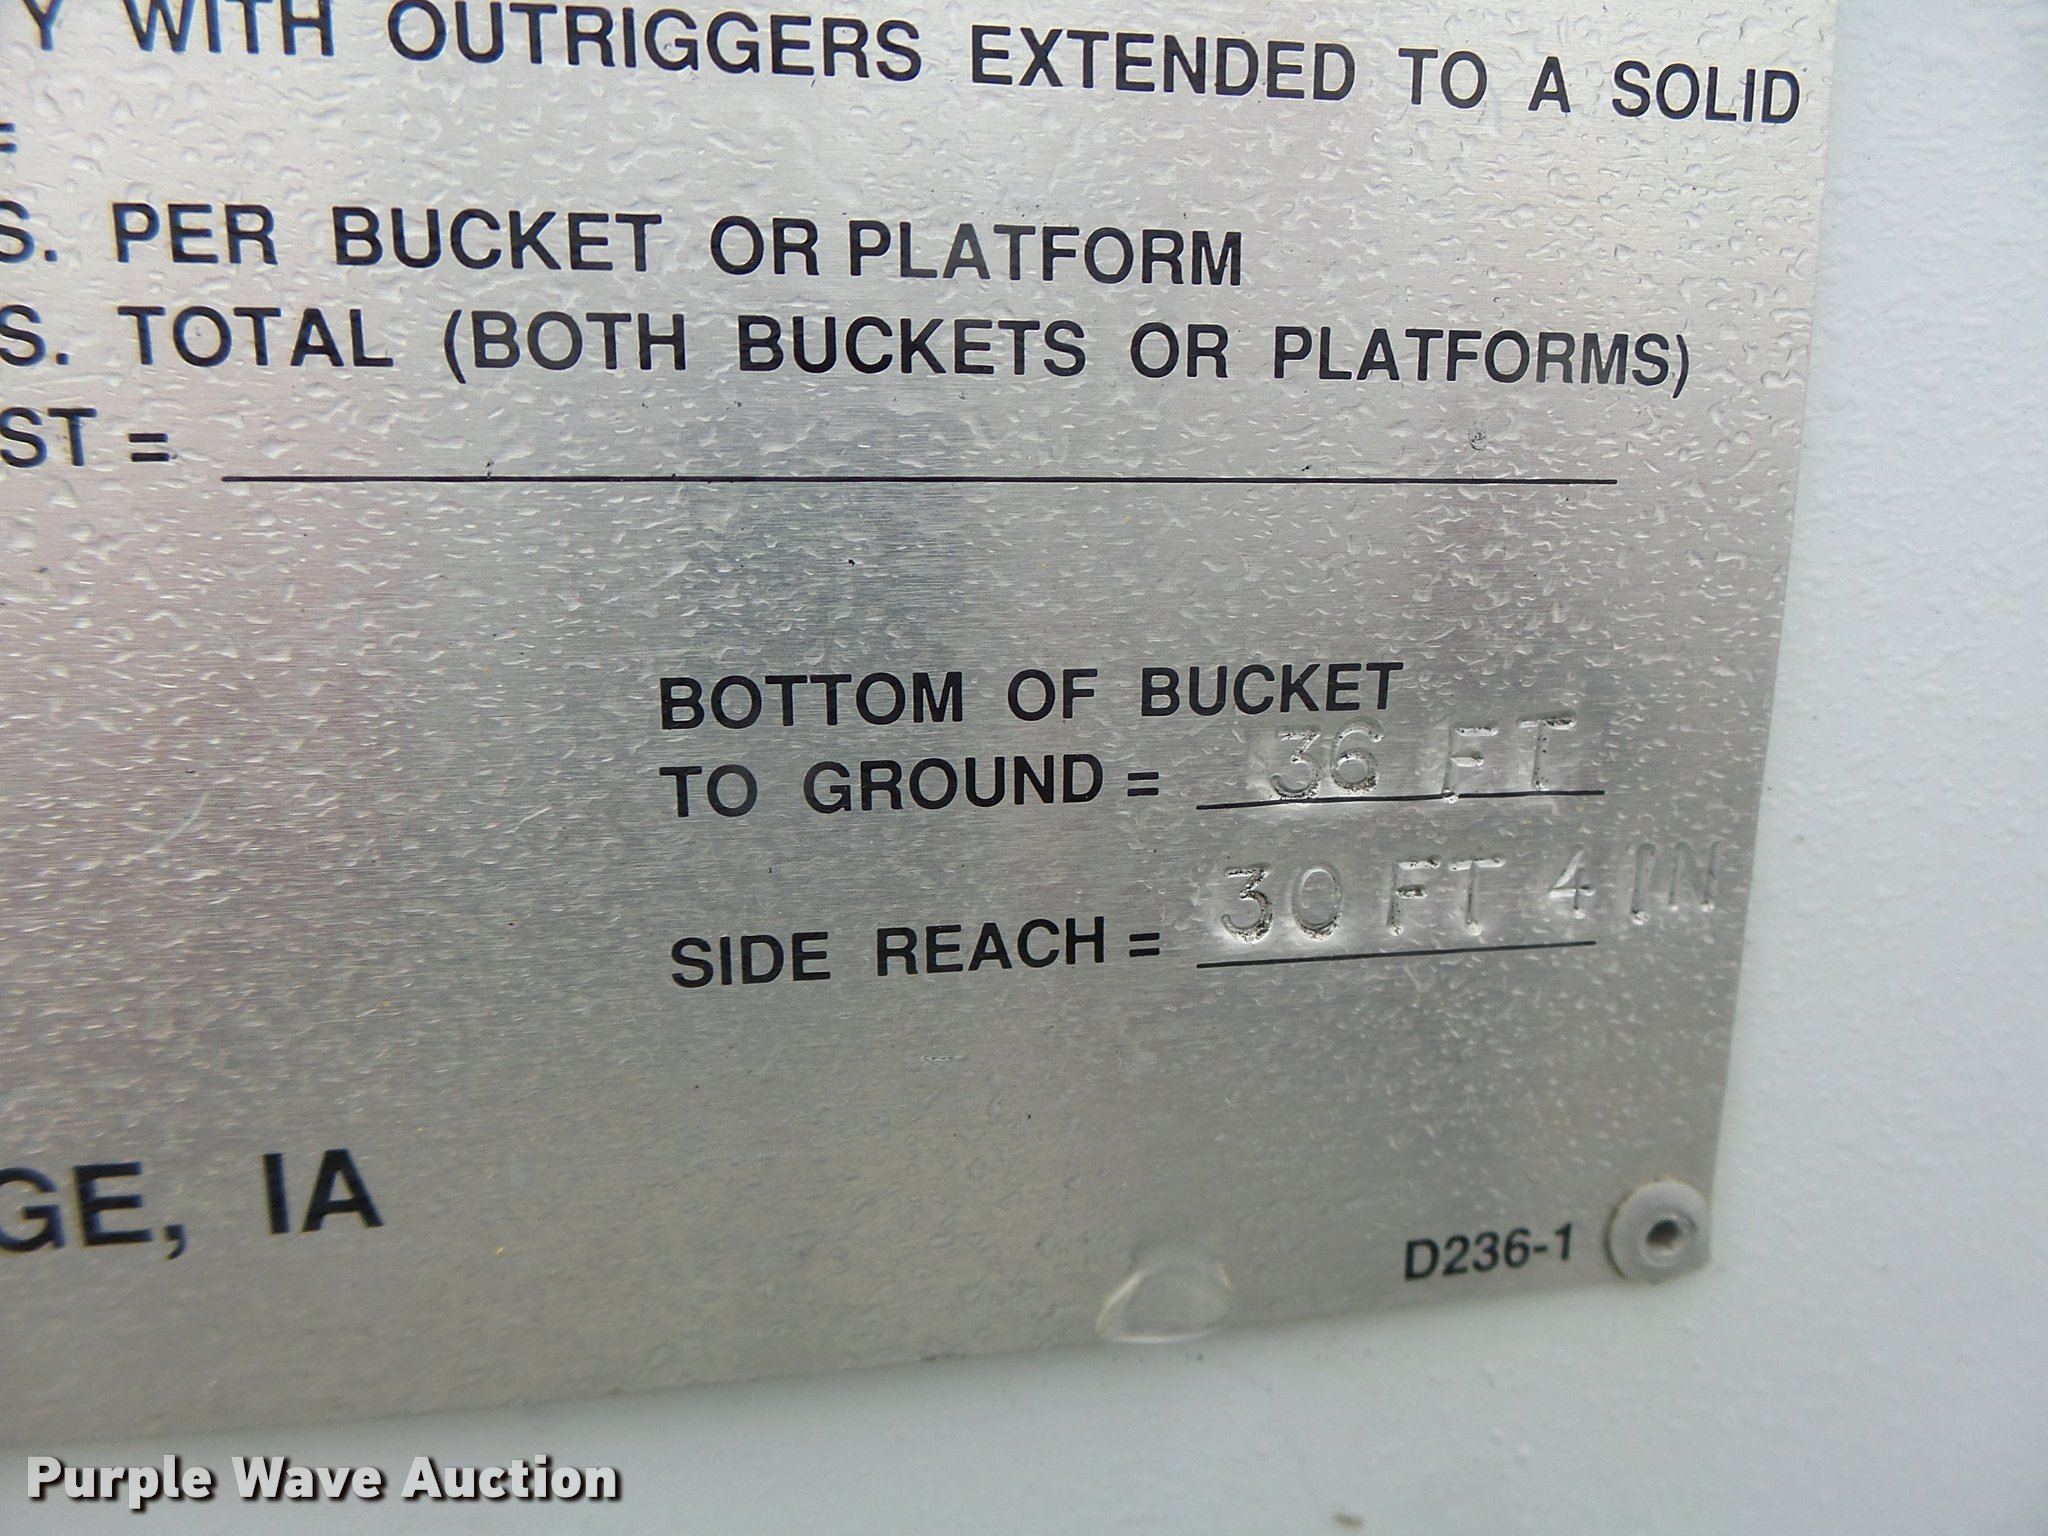 Y WITH OUTRIGGERS EXTENDED TO A SOLID
=
S. PER BUCKET OR PLATFORM
S. TOTAL (BOTH BUCKETS OR PLATFORMS)
ST =
BOTTOM OF BUCKET
TO GROUND = 36 FT
SIDE REACH = 30 FT 4 IN
GE, IA
D236-1
Purple Wave Auction